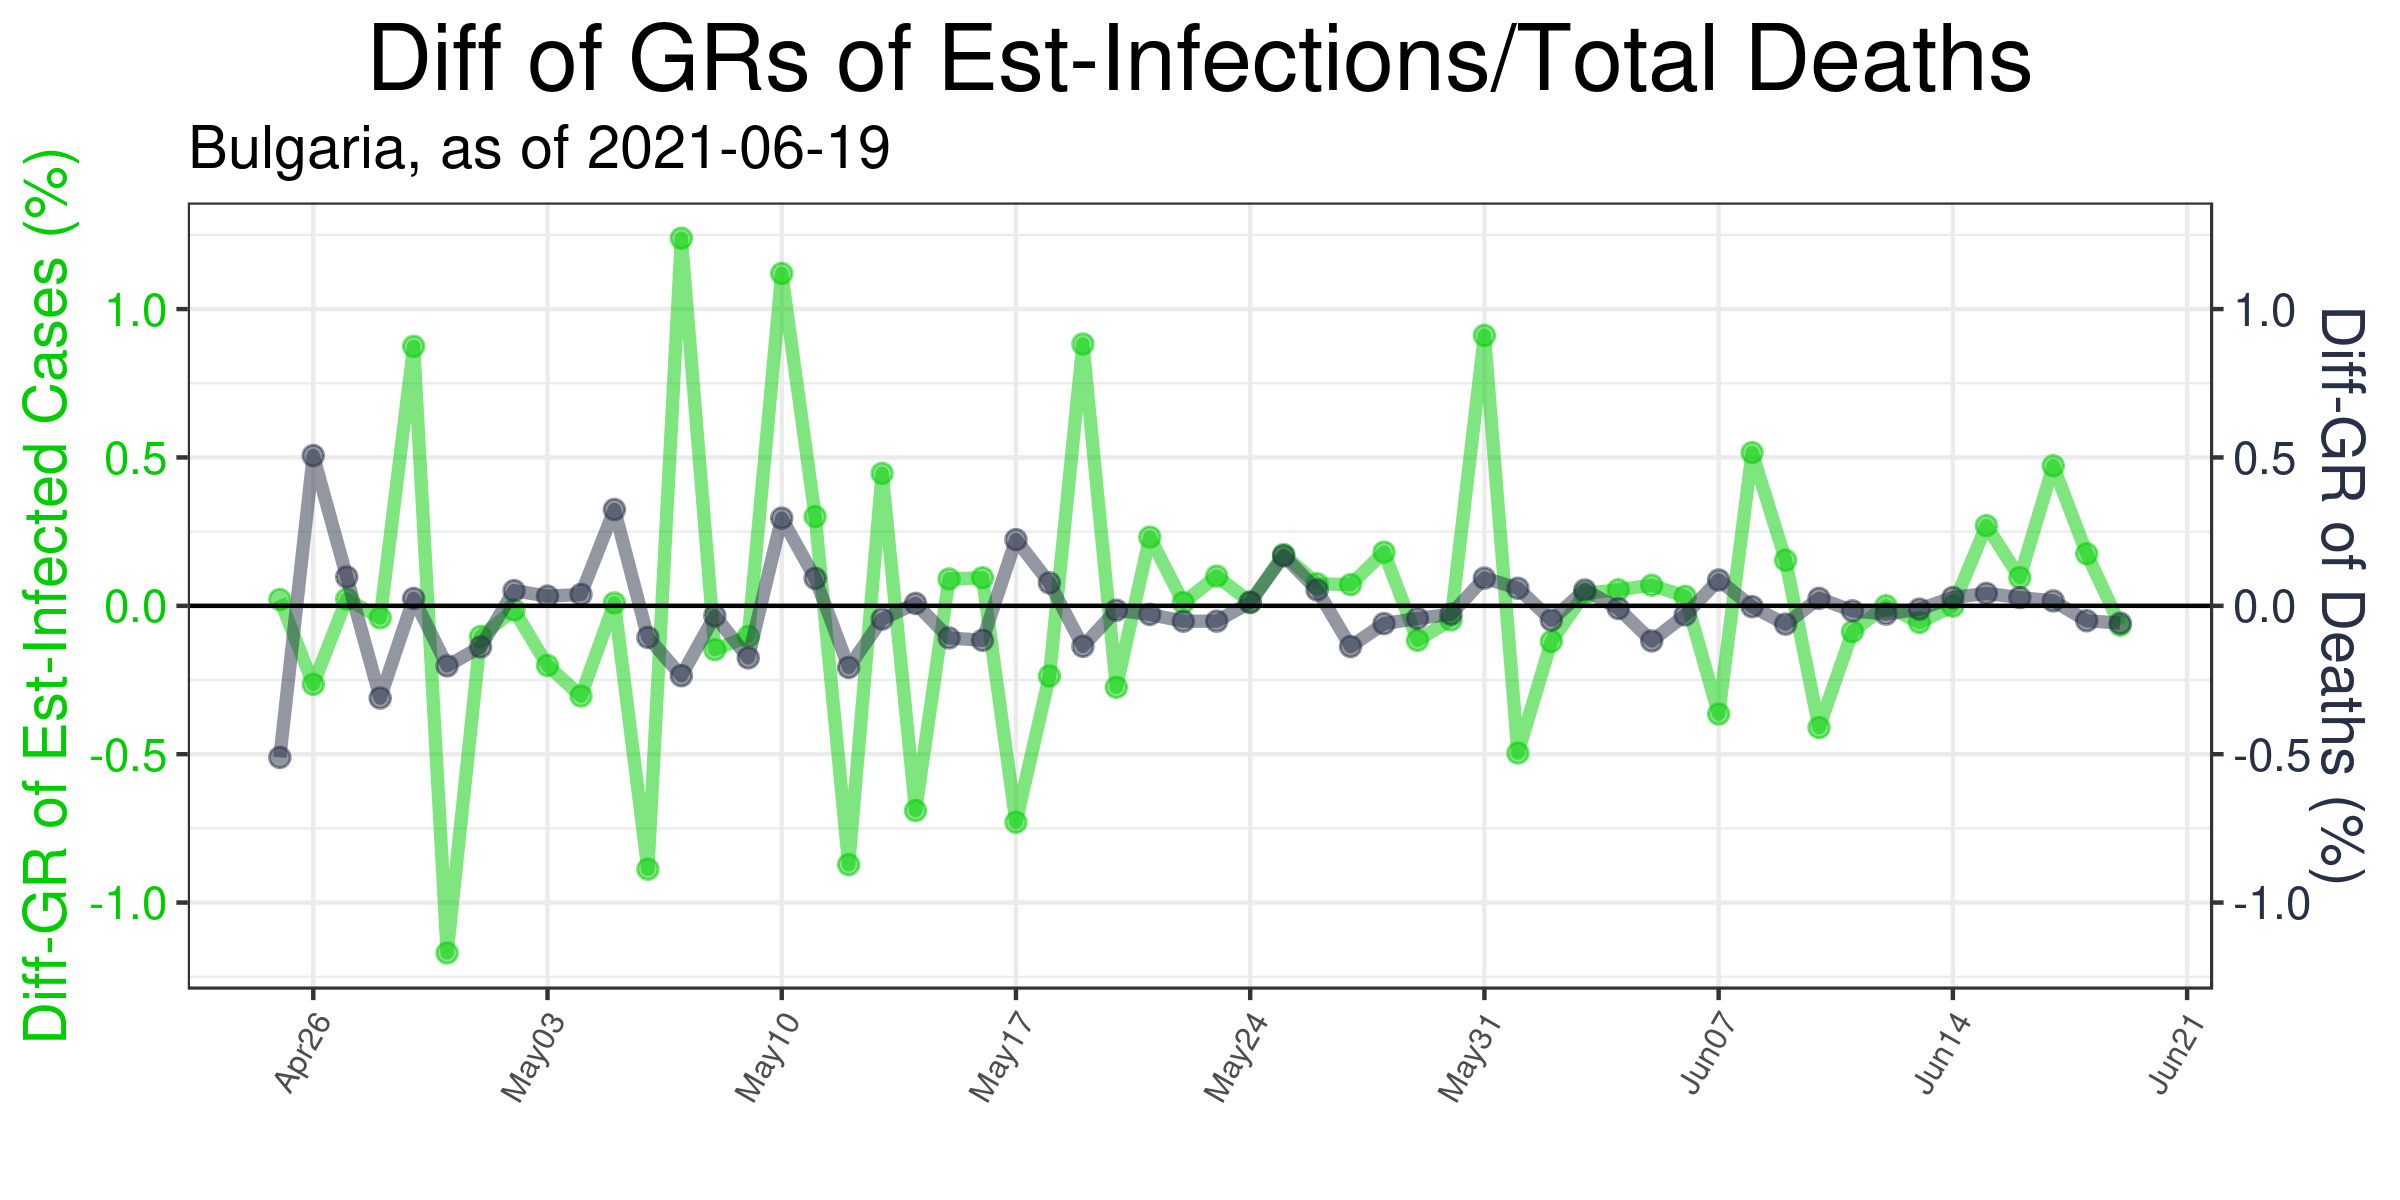 Diff of GRs of Est-Infections/Total Deaths
Bulgaria, as of 2021-06-19
Diff-GR of Est-Infected Cases (%)
1.0
0.5
0.0
-0.5
-1.0
1.0
0.5
0.0
-0.5
-1.0
Diff-GR of Deaths (%)
Apr26
May03
May10
May17
May24
May31
Jun07
Jun14
Jun21